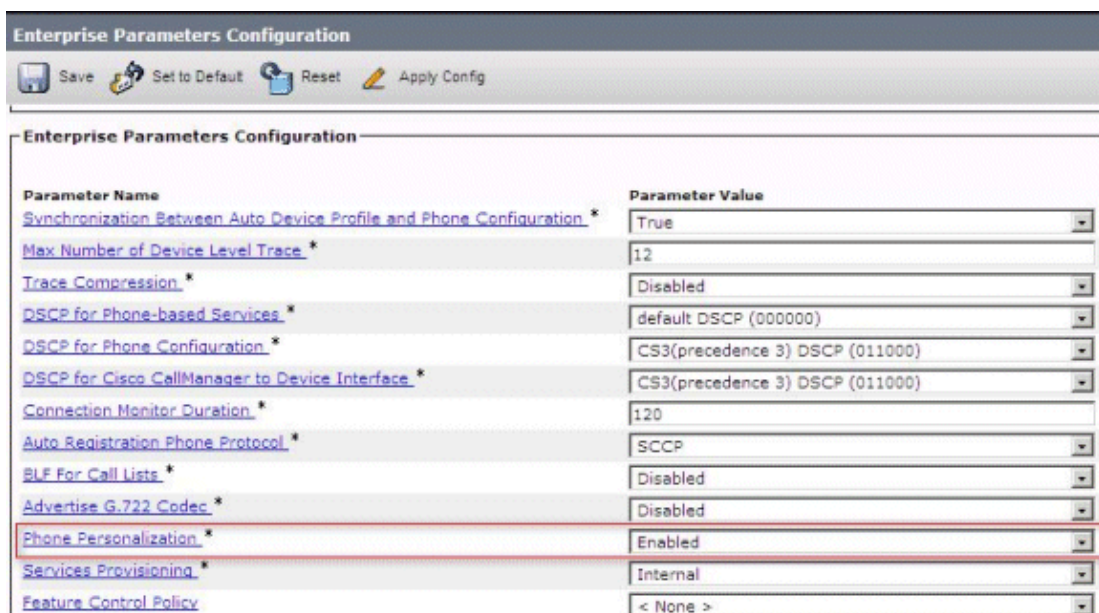 Enterprise Parameters Configuration
Save Set to Default Reset Apply Config
Enterprise Parameters Configuration
Parameter Name Parameter Value
Synchronization Between Auto Device Profile and Phone Configuration * True
Max Number of Device Level Trace * 12
Trace Compression * Disabled
DSCP for Phone-based Services * default DSCP (000000)
DSCP for Phone Configuration * CS3(precedence 3) DSCP (011000)
DSCP for Cisco CallManager to Device Interface * CS3(precedence 3) DSCP (011000)
Connection Monitor Duration * 120
Auto Registration Phone Protocol * SCCP
BLF For Call Lists * Disabled
Advertise G.722 Codec * Disabled
Phone Personalization * Enabled
Services Provisioning * Internal
Feature Control Policy < None >